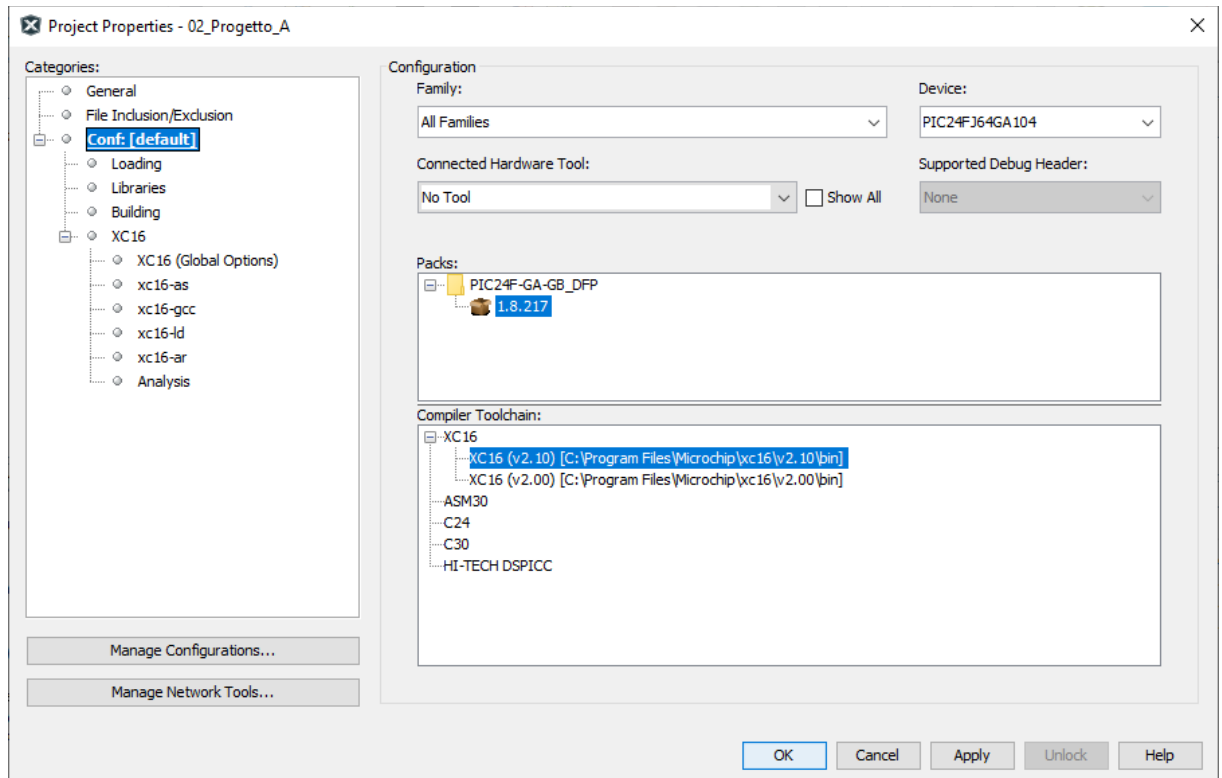 Project Properties - 02_Progetto_A
Categories:
General
File Inclusion/Exclusion
Conf: [default]
Loading
Libraries
Building
XC16
XC16 (Global Options)
xc16-as
xc16-gcc
xc16-ld
xc16-ar
Analysis
Manage Configurations...
Manage Network Tools...
Configuration
Family:
Device:
All Families
PIC24FJ64GA104
Connected Hardware Tool:
Supported Debug Header:
No Tool
Show All
None
Packs:
PIC24F-GA-GB_DFP
1.8.217
Compiler Toolchain:
XC16
XC16 (v2.10) [C:\Program Files\Microchip\xc16\v2.10\bin]
XC16 (v2.00) [C:\Program Files\Microchip\xc16\v2.00\bin]
ASM30
C24
C30
HI-TECH DSPICC
OK
Cancel
Apply
Unlock
Help